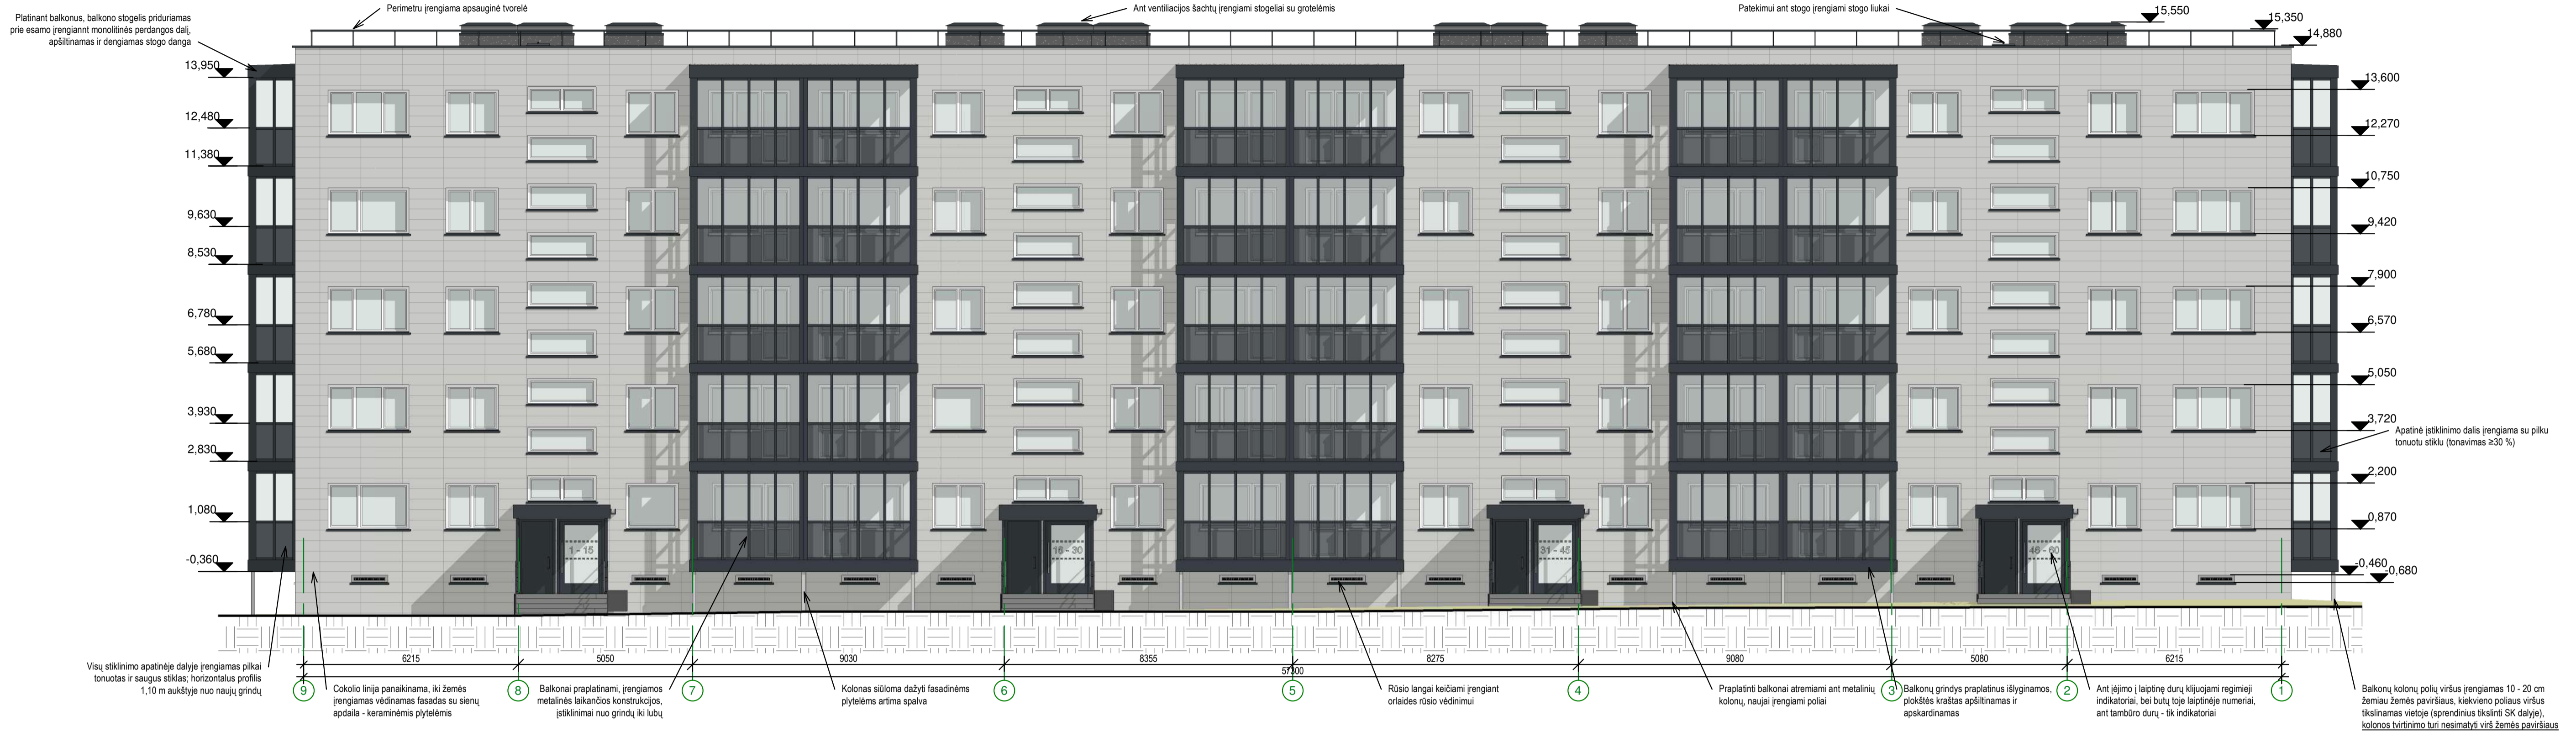 Platinant balkonus, balkono stogelis priduriamas
prie esamo įrengiannt monolitinės perdangos dalį,
apšiltinamas ir dengiamas stogo danga
Perimetru įrengiama apsauginė tvorelė
Ant ventiliacijos šachtų įrengiami stogeliai su grotelėmis
Patekimui ant stogo įrengiami stogo liukai
15,550
15,350
14,880
13,950
12,480
11,380
9,630
8,530
6,780
5,680
3,930
2,830
1,080
-0,360
13,600
12,270
10,750
9,420
7,900
6,570
5,050
3,720
2,200
0,870
-0,460
-0,680
Apatinė įstiklinimo dalis įrengiama su pilku
tonuotu stiklu (tonavimas ≥30 %)
1 - 15
16 - 30
31 - 45
46 - 60
6215
5050
9030
8355
8275
9080
5080
6215
57300
9
8
7
6
5
4
3
2
1
Visų stiklinimo apatinėje dalyje įrengiamas pilkai
tonuotas ir saugus stiklas; horizontalus profilis
1,10 m aukštyje nuo naujų grindų
Cokolio linija panaikinama, iki žemės
įrengiamas vėdinamas fasadas su sienų
apdaila - keraminėmis plytelėmis
Balkonai praplatinami, įrengiamos
metalinės laikančios konstrukcijos,
įstiklinimai nuo grindų iki lubų
Kolonas siūloma dažyti fasadinėms
plytelėms artima spalva
Rūsio langai keičiami įrengiant
orlaides rūsio vėdinimui
Praplatinti balkonai atremiami ant metalinių
kolonų, naujai įrengiami poliai
Balkonų grindys praplatinus išlyginamos,
plokštės kraštas apšiltinamas ir
apskardinamas
Ant įėjimo į laiptinę durų klijuojami regimieji
indikatoriai, bei butų toje laiptinėje numeriai,
ant tambūro durų - tik indikatoriai
Balkonų kolonų polių viršus įrengiamas 10 - 20 cm
žemiau žemės paviršiaus, kiekvieno poliaus viršus
tikslinamas vietoje (sprendinius tikslinti SK dalyje),
kolonos tvirtinimo turi nesimatyti virš žemės paviršiaus